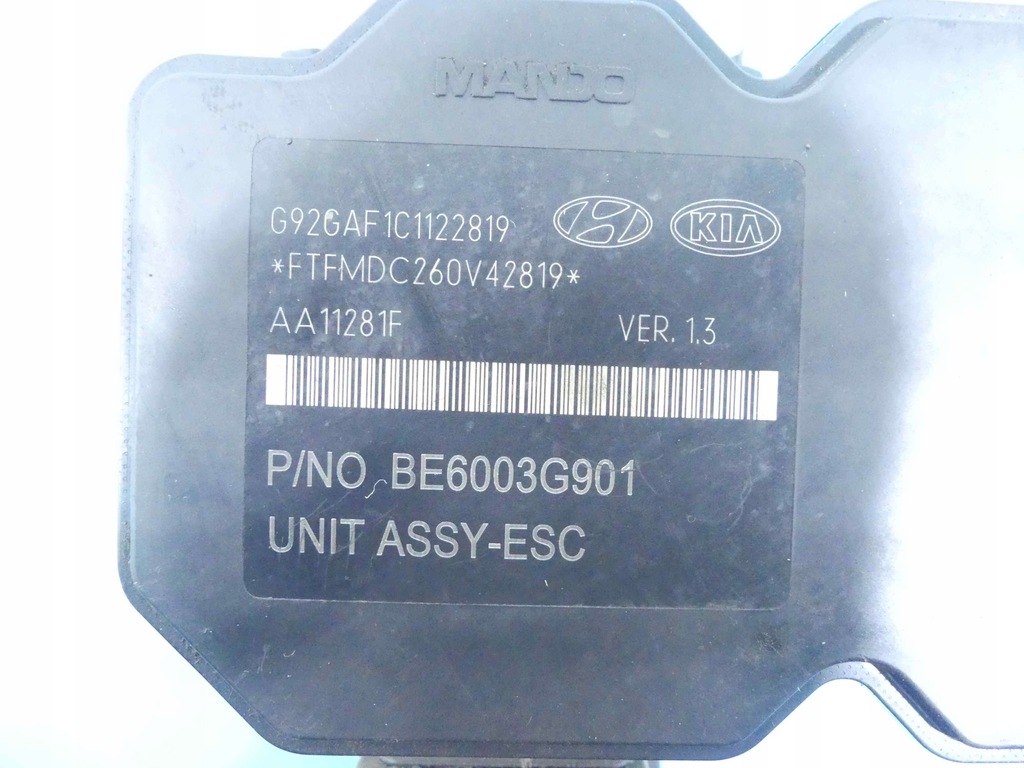 MANDO
G92GAF1C1122819
KIA
*FTFMDC260V42819*
AA11281F VER. 1.3
P/NO BE6003G901
UNIT ASSY-ESC